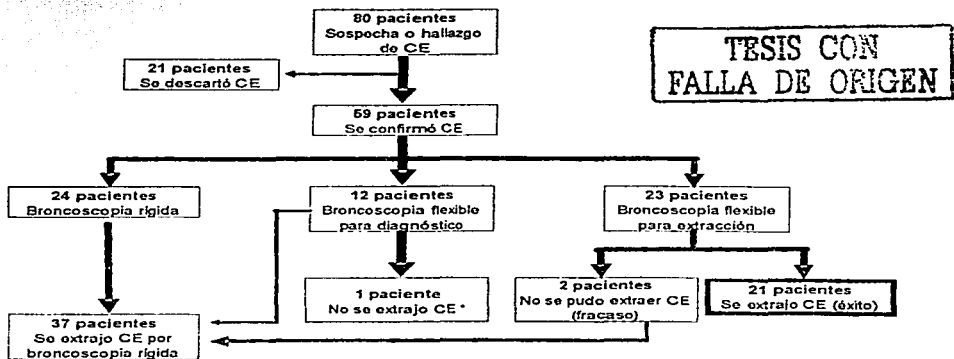 80 pacientes
Sospecha o hallazgo
de CE
TESIS CON
FALLA DE ORIGEN
21 pacientes
Se descartó CE
59 pacientes
Se confirmó CE
24 pacientes
Broncoscopia rígida
12 pacientes
Broncoscopia flexible
para diagnóstico
23 pacientes
Broncoscopia flexible
para extracción
1 paciente
No se extrajo CE *
2 pacientes
No se pudo extraer CE
(fracaso)
21 pacientes
Se extrajo CE (éxito)
37 pacientes
Se extrajo CE por
broncoscopia rígida